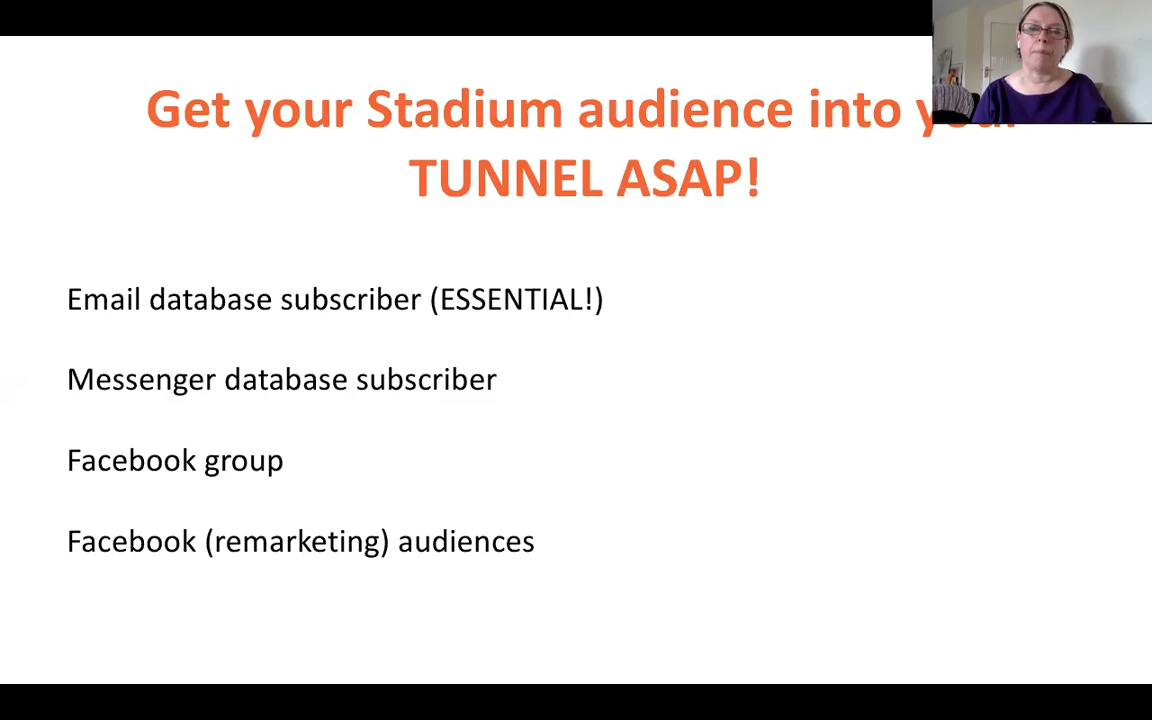 Get your Stadium audience into
TUNNEL ASAP!
Email database subscriber (ESSENTIAL!)
Messenger database subscriber
Facebook group
Facebook (remarketing) audiences